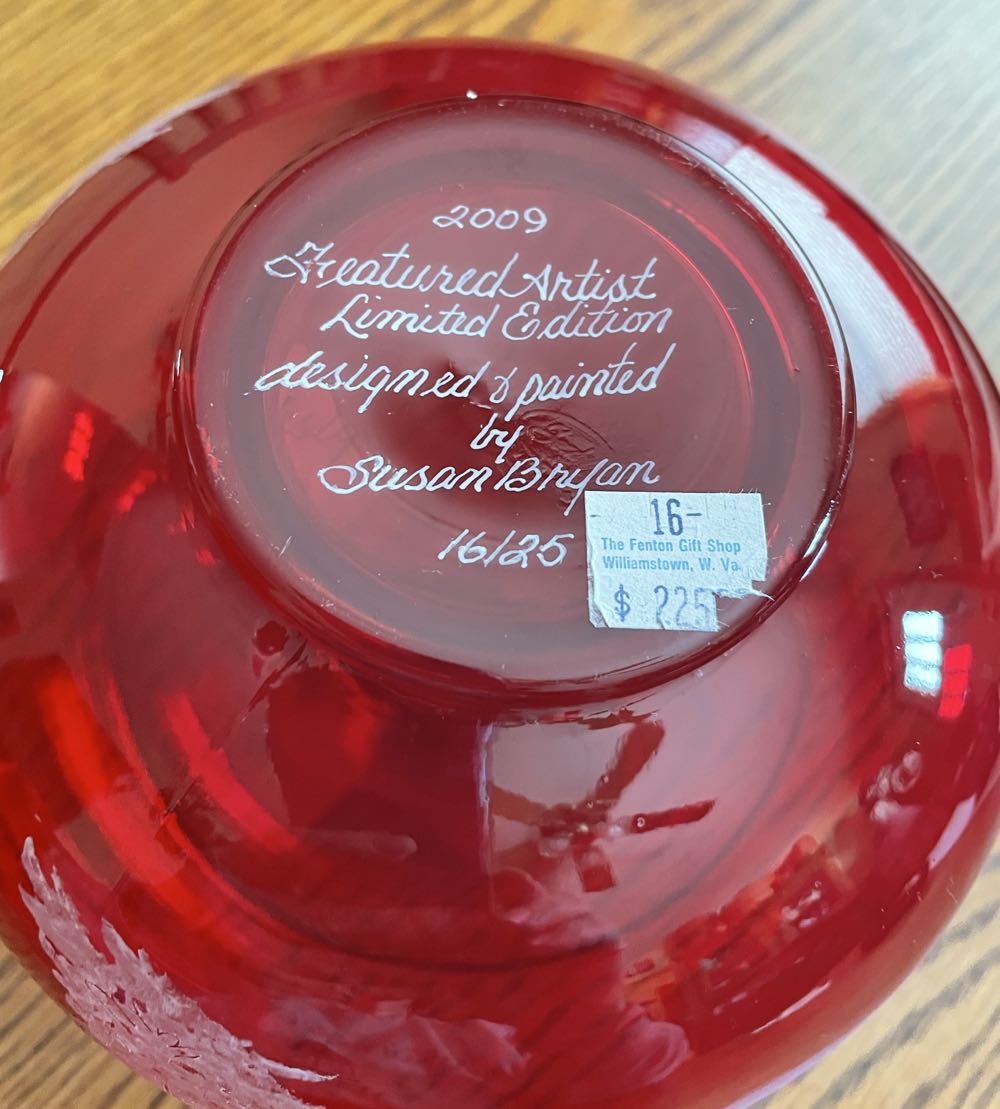 2009
Featured Artist
Limited Edition
designed & painted
by
Susan Bryan
16/25
16-
The Fenton Gift Shop
Williamstown, W. Va.
$ 225